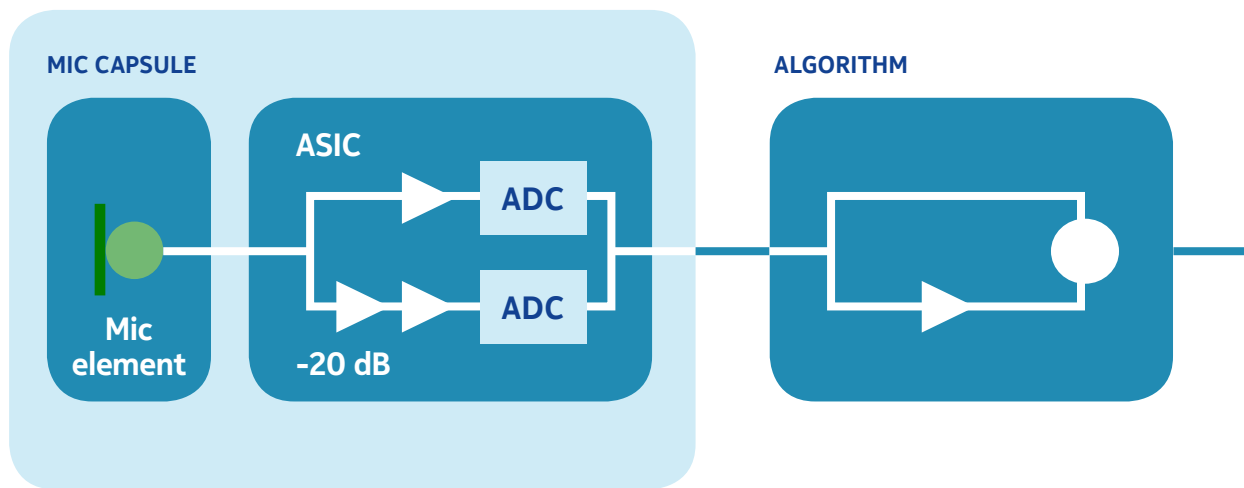 MIC CAPSULE
ALGORITHM
ASIC
ADC
ADC
Mic
element
-20 dB